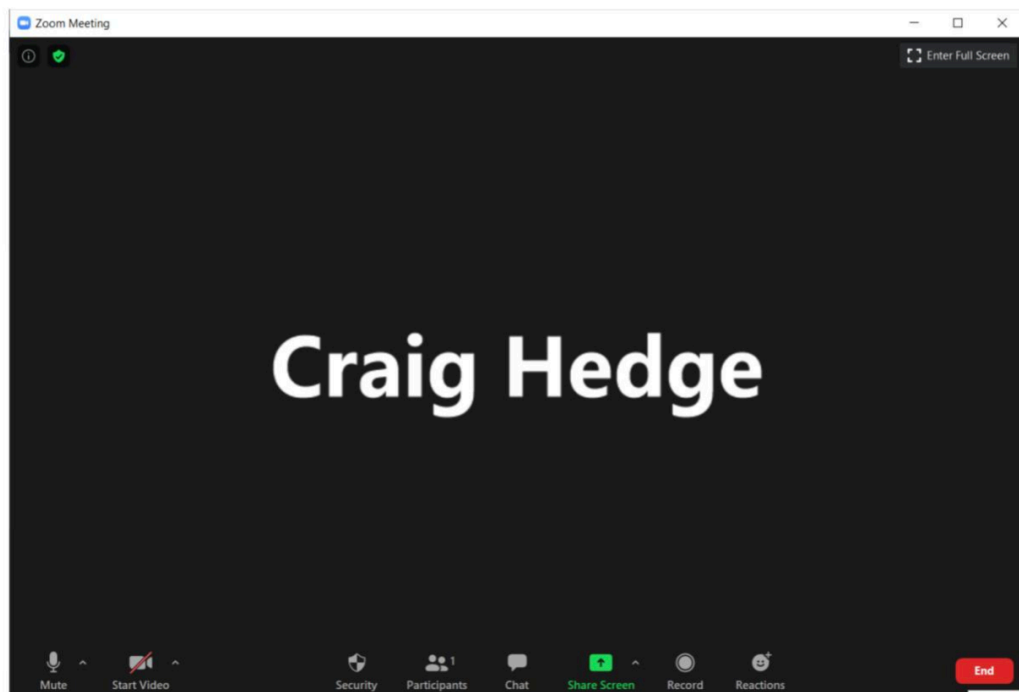 Zoom Meeting
Enter Full Screen
Craig Hedge
1
Mute
Start Video
Security
Participants
Chat
Share Screen
Record
Reactions
End